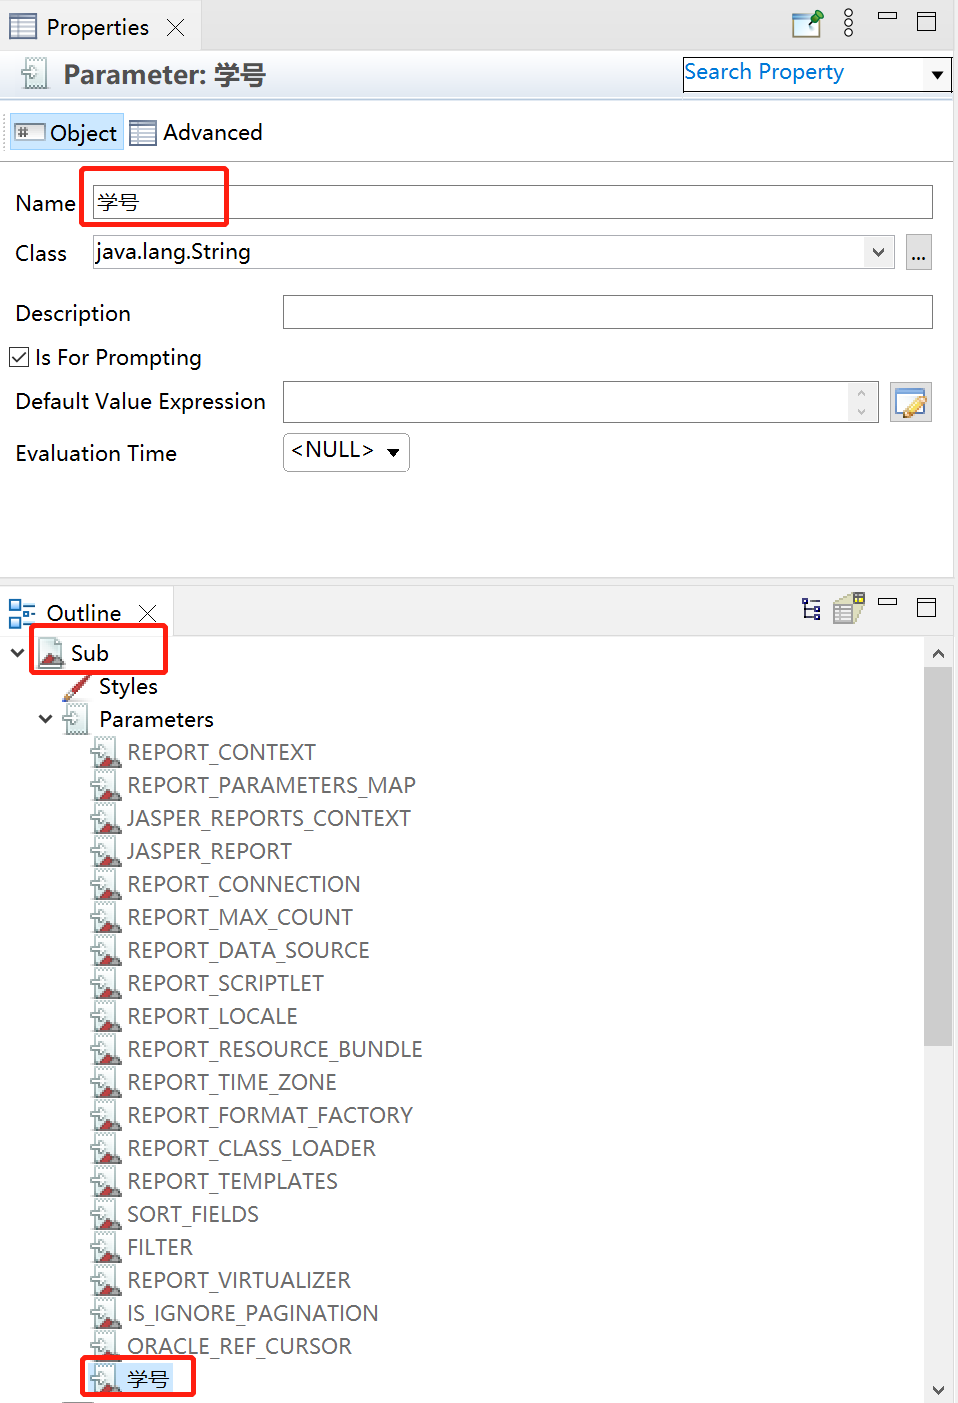 Properties
Parameter: 学号
Search Property
Object Advanced
Name 学号
Class java.lang.String ...
Description
Is For Prompting
Default Value Expression
Evaluation Time <NULL>
Outline
Sub
Styles
Parameters
REPORT_CONTEXT
REPORT_PARAMETERS_MAP
JASPER_REPORTS_CONTEXT
JASPER_REPORT
REPORT_CONNECTION
REPORT_MAX_COUNT
REPORT_DATA_SOURCE
REPORT_SCRIPTLET
REPORT_LOCALE
REPORT_RESOURCE_BUNDLE
REPORT_TIME_ZONE
REPORT_FORMAT_FACTORY
REPORT_CLASS_LOADER
REPORT_TEMPLATES
SORT_FIELDS
FILTER
REPORT_VIRTUALIZER
IS_IGNORE_PAGINATION
ORACLE_REF_CURSOR
学号